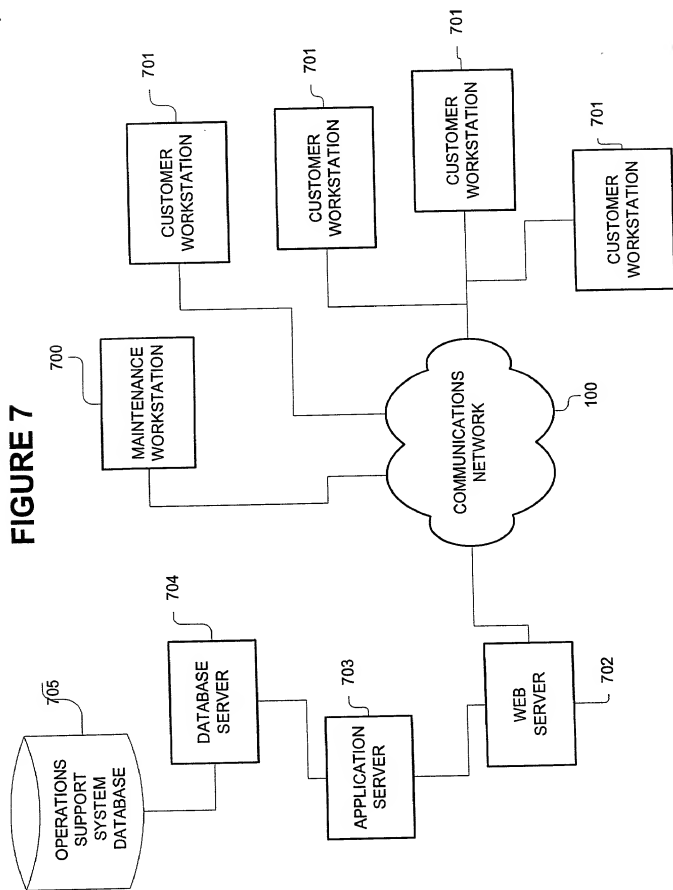 FIGURE 7
705
OPERATIONS
SUPPORT
SYSTEM
DATABASE
704
DATABASE
SERVER
703
APPLICATION
SERVER
WEB
SERVER
702
700
MAINTENANCE
WORKSTATION
COMMUNICATIONS
NETWORK
100
701
CUSTOMER
WORKSTATION
701
CUSTOMER
WORKSTATION
701
CUSTOMER
WORKSTATION
701
CUSTOMER
WORKSTATION